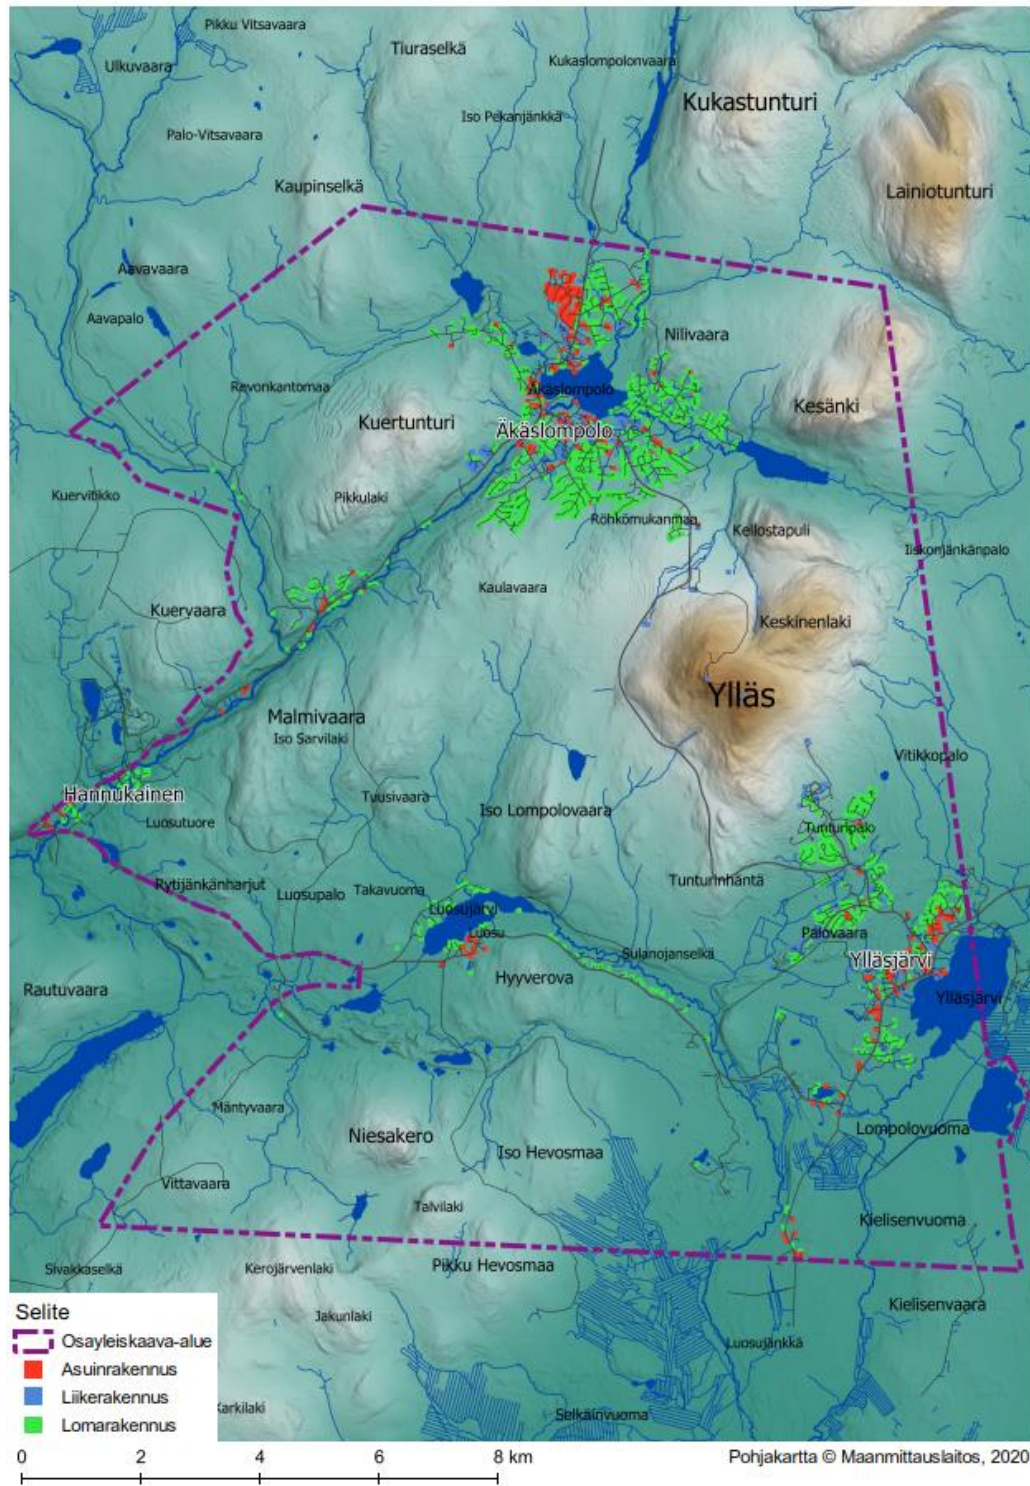 Pikku Vitsavaara
Tiuraselkä
Kukaslompolonvaara
Ulkuvaara
Kukastunturi
Iso Pekanjänkkä
Palo-Vitsavaara
Kaupinselkä
Lainiotunturi
Aavavaara
Aavapalo
Nilivaara
Revonkantomaa
Äkäslompolo
Kesänki
Kuertunturi
Äkäslompolo
Kuervitikko
Pikkulaki
Röhkömukanmaa
Kellostapuli
Iiskonjänkänpalo
Kaulavaara
Kuervaara
Keskinenlaki
Ylläs
Malmivaara
Iso Sarvilaki
Vitikkopalo
Hannukainen
Tuusivaara
Iso Lompolovaara
Luosutuore
Tunturipalo
Rytijänkänharjut
Luosupalo
Takavuoma
Tunturinhanta
Luosujärvi
Luosu
Palovaara
Sulanojanselkä
Ylläsjärvi
Rautuvaara
Hyyverova
Ylläsjärvi
Mäntyvaara
Niesakero
Lompolovuoma
Iso Hevosmaa
Vittavaara
Talvilaki
Kielisenvuoma
Sivakkaselkä
Kerojärvenlaki
Pikku Hevosmaa
Kielisenvaara
Jakunlaki
Luosujänkkä
Karkilaki
Selkäinvuoma
Selite
Osayleiskaava-alue
Asuinrakennus
Liikerakennus
Lomarakennus
0 2 4 6 8 km
Pohjakartta © Maanmittauslaitos, 2020